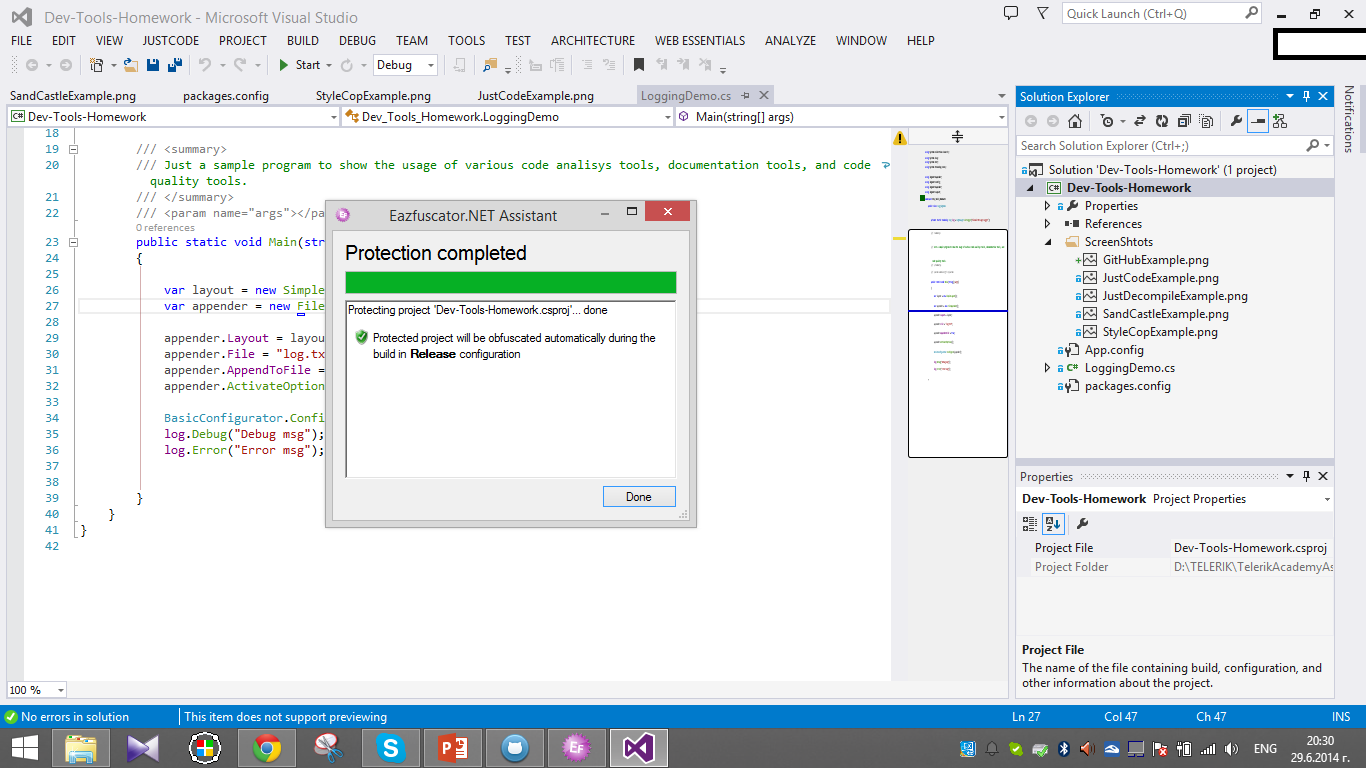 Dev-Tools-Homework - Microsoft Visual Studio
Quick Launch (Ctrl+Q)
FILE EDIT VIEW JUSTCODE PROJECT BUILD DEBUG TEAM TOOLS TEST ARCHITECTURE WEB ESSENTIALS ANALYZE WINDOW HELP
Start Debug
SandCastleExample.png packages.config StyleCopExample.png JustCodeExample.png LoggingDemo.cs
Dev-Tools-Homework Dev_Tools_Homework.LoggingDemo Main(string[] args)
18
19 /// <summary>
20 /// Just a sample program to show the usage of various code analisys tools, documentation tools, and code
quality tools.
21 /// </summary>
22 /// <param name="args"></pa
0 references
23 public static void Main(str
24 {
25
26 var layout = new Simple
27 var appender = new File
28
29 appender.Layout = layou
30 appender.File = "log.tx
31 appender.AppendToFile =
32 appender.ActivateOption
33
34 BasicConfigurator.Confi
35 log.Debug("Debug msg");
36 log.Error("Error msg");
37
38
39 }
40 }
41 }
42
100 %
Eazfuscator.NET Assistant
Protection completed
Protecting project 'Dev-Tools-Homework.csproj'... done
Protected project will be obfuscated automatically during the
build in Release configuration
Done
Solution Explorer
Search Solution Explorer (Ctrl+;)
Solution 'Dev-Tools-Homework' (1 project)
C# Dev-Tools-Homework
Properties
References
ScreenShtots
GitHubExample.png
JustCodeExample.png
JustDecompileExample.png
SandCastleExample.png
StyleCopExample.png
App.config
C# LoggingDemo.cs
packages.config
Notifications
Properties
Dev-Tools-Homework Project Properties
Project File Dev-Tools-Homework.csproj
Project Folder D:\TELERIK\TelerikAcademyAs
Project File
The name of the file containing build, configuration, and
other information about the project.
No errors in solution This item does not support previewing Ln 27 Col 47 Ch 47 INS
ENG
20:30
29.6.2014 г.